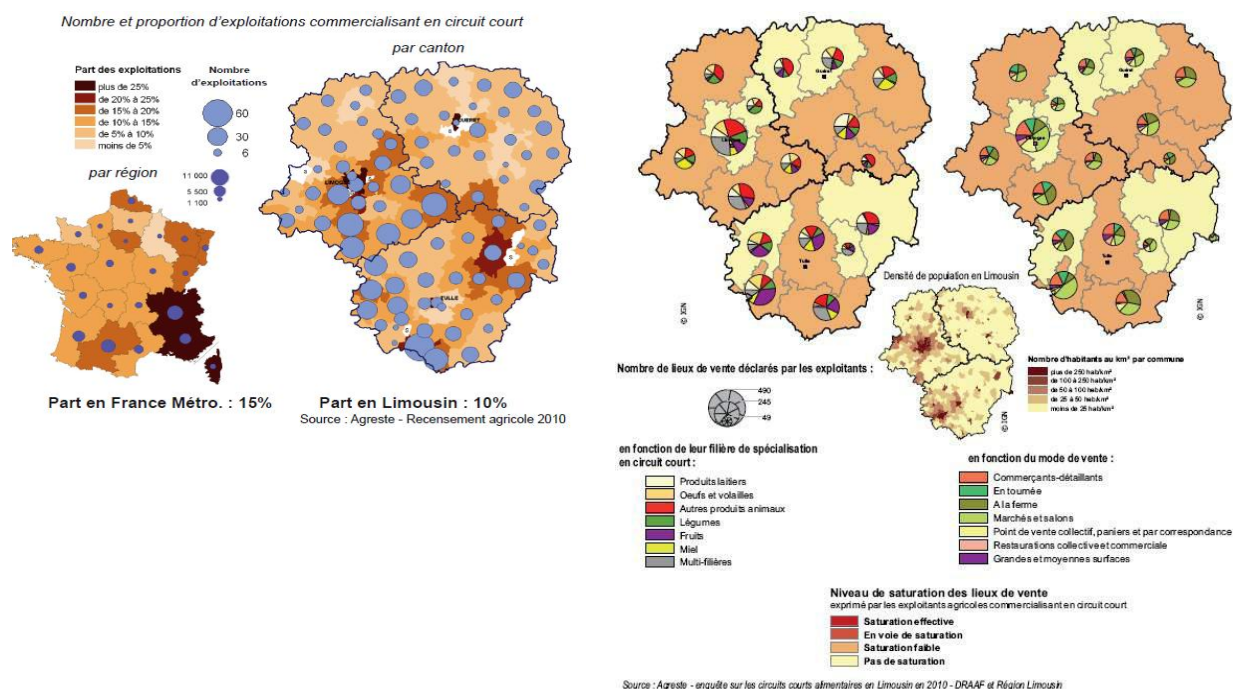 Nombre et proportion d'exploitations commercialisant en circuit court
par canton
Part des exploitations
plus de 25%
de 20% à 25%
de 15% à 20%
de 10% à 15%
de 5% à 10%
moins de 5%
Nombre
d'exploitations
60
30
6
par région
11 000
5 500
1 100
GUERET
LIMOGES
TULLE
S
S
S
S
Part en France Métro. : 15%
Part en Limousin : 10%
Source : Agreste - Recensement agricole 2010
Guéret
Limoges
Tulle
Guéret
Limoges
Tulle
© IGN
© IGN
Densité de population en Limousin
Nombre d'habitants au km² par commune
plus de 250 hab/km²
de 100 à 250 hab/km²
de 50 à 100 hab/km²
de 25 à 50 hab/km²
moins de 25 hab/km²
© IGN
Nombre de lieux de vente déclarés par les exploitants :
490
245
49
en fonction de leur filière de spécialisation
en circuit court :
Produits laitiers
Oeufs et volailles
Autres produits animaux
Légumes
Fruits
Miel
Multi-filières
en fonction du mode de vente :
Commerçants-détaillants
En tournée
A la ferme
Marchés et salons
Point de vente collectif, paniers et par correspondance
Restaurations collective et commerciale
Grandes et moyennes surfaces
Niveau de saturation des lieux de vente
exprimé par les exploitants agricoles commercialisant en circuit court
Saturation effective
En voie de saturation
Saturation faible
Pas de saturation
Source : Agreste - enquête sur les circuits courts alimentaires en Limousin en 2010 - DRAAF et Région Limousin